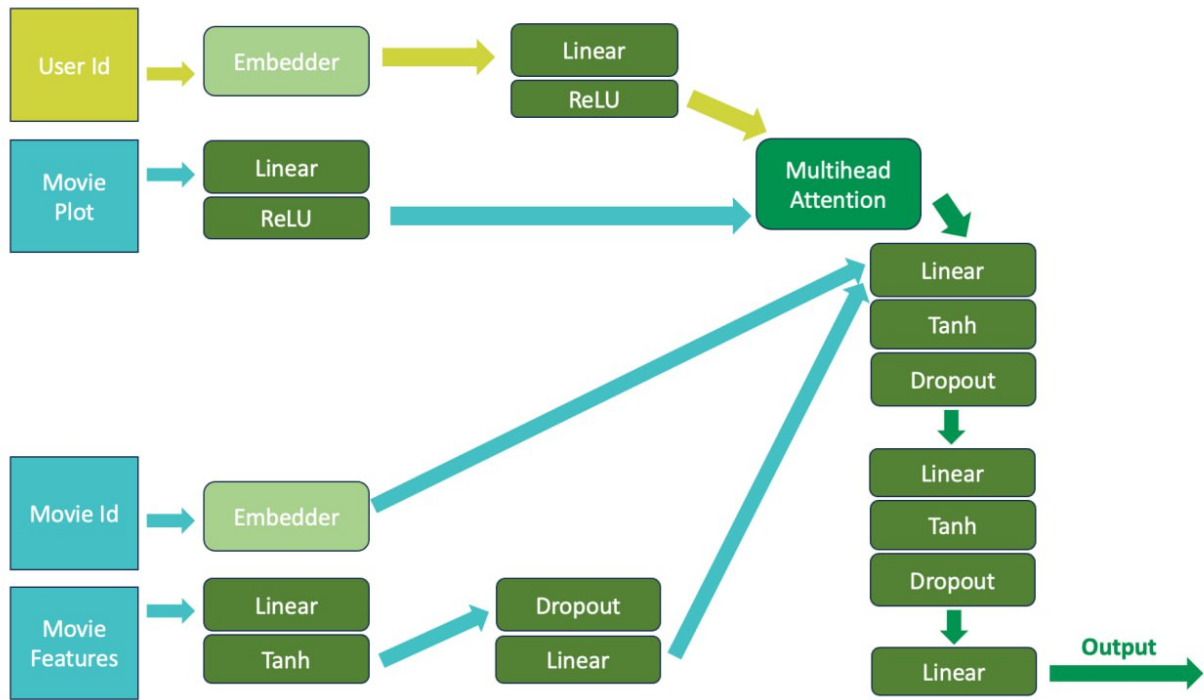 User Id
Embedder
Linear
ReLU
Movie
Plot
Linear
ReLU
Multihead
Attention
Linear
Tanh
Dropout
Movie Id
Embedder
Linear
Tanh
Dropout
Movie
Features
Linear
Tanh
Dropout
Linear
Linear
Output